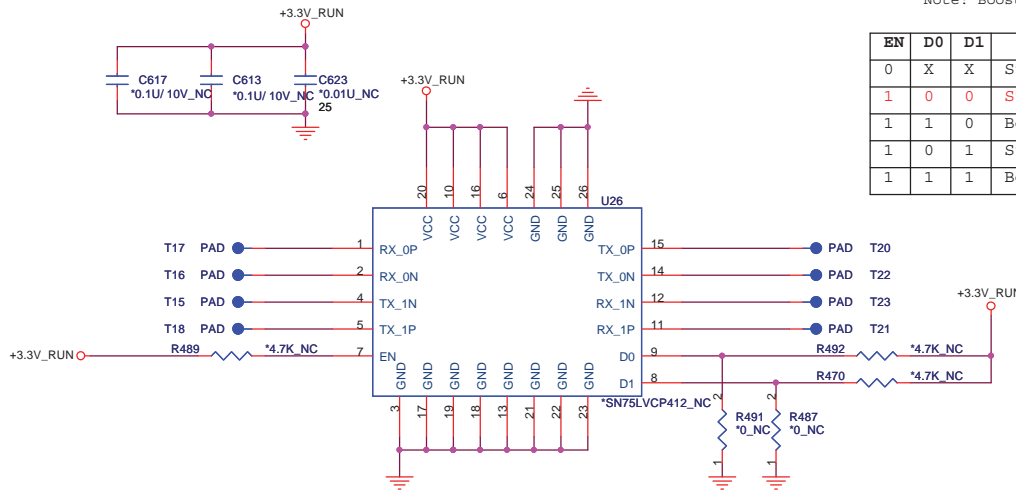 Note: Boost
+3.3V_RUN
EN D0 D1
0 X X S
1 0 0 S
1 1 0 B
1 0 1 S
1 1 1 B
C617
*0.1U/ 10V_NC
C613
*0.1U/ 10V_NC
C623
*0.01U_NC
25
+3.3V_RUN
20 10 16 6 24 25 26
U26
VCC VCC VCC VCC GND GND GND
T17 PAD 1 RX_0P TX_0P 15 PAD T20
T16 PAD 2 RX_0N TX_0N 14 PAD T22
T15 PAD 4 TX_1N RX_1N 12 PAD T23
T18 PAD 5 TX_1P RX_1P 11 PAD T21
+3.3V_RUN
+3.3V_RUN R489 *4.7K_NC 7 EN D0 9 R492 *4.7K_NC
D1 8 R470 *4.7K_NC
GND GND GND GND GND GND GND GND
3 17 19 18 13 21 22 23
*SN75LVCP412_NC
2 2
R491
*0_NC
R487
*0_NC
1 1